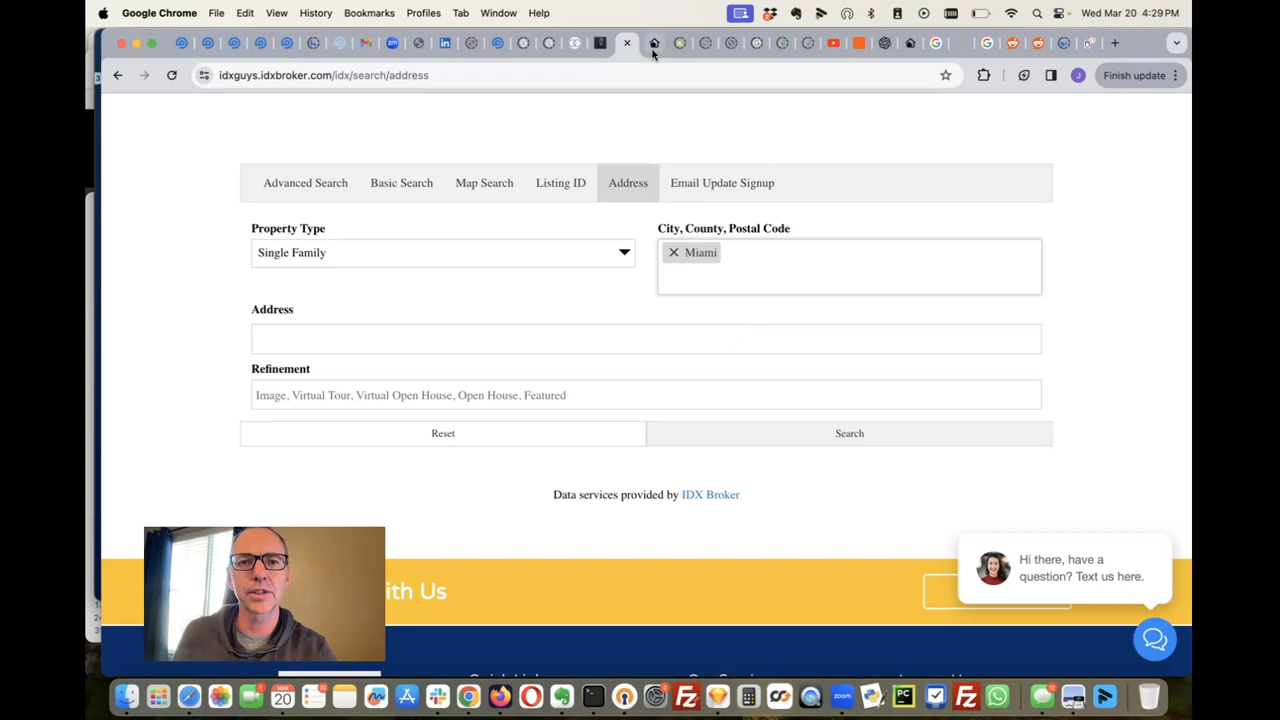 Google Chrome File Edit View History Bookmarks Profiles Tab Window Help Wed Mar 20 4:29 PM
idxguys.idxbroker.com/idx/search/address Finish update
Advanced Search Basic Search Map Search Listing ID Address Email Update Signup
Property Type City, County, Postal Code
Single Family Miami
Address
Refinement
Image, Virtual Tour, Virtual Open House, Open House, Featured
Reset Search
Data services provided by IDX Broker
Hi there, have a
question? Text us here.
ith Us